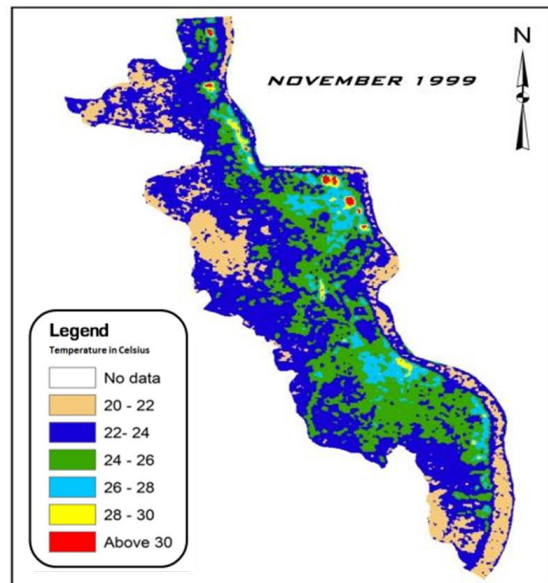 N
NOVEMBER 1999
Legend
Temperature in Celsius
No data
20 - 22
22- 24
24 - 26
26 - 28
28 - 30
Above 30